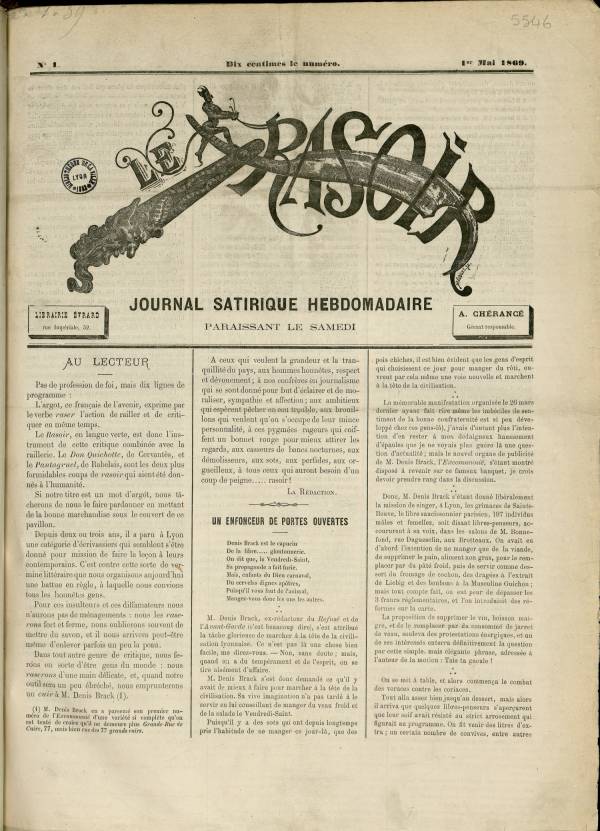 5546
N° 1
Dix centimes le numéro.
1er Mai 1869.
LE RASOIR
LYON
JOURNAL SATIRIQUE HEBDOMADAIRE
PARAISSANT LE SAMEDI
LIBRAIRIE ÉVRARD
rue Impériale, 52.
A. CHÉRANCÉ
Gérant responsable.
AU LECTEUR
Pas de profession de foi, mais dix lignes de
programme :
L'argot, ce français de l'avenir, exprime par
le verbe raser l'action de railler et de criti-
quer en même temps.
Le Rasoir, en langue verte, est donc l'ins-
trument de cette critique combinée avec la
raillerie. Le Don Quichotte, de Cervantès, et
le Pantagruel, de Rabelais, sont les deux plus
formidables coups de rasoir qui aient été don-
nés à l'humanité.
Si notre titre est un mot d'argot, nous tâ-
cherons de nous le faire pardonner en mettant
de la bonne marchandise sous le couvert de ce
pavillon.
Depuis deux ou trois ans, il a paru à Lyon
une catégorie d'écrivassiers qui semblent s'être
donné pour mission de faire la leçon à leurs
contemporains. C'est contre cette sorte de ver-
mine littéraire que nous organisons aujourd'hui
une battue en règle, à laquelle nous convions
tous les honnêtes gens.
Pour ces insulteurs et ces diffamateurs nous
n'aurons pas de ménagements : nous les rase-
rons fort et ferme, nous oublierons souvent de
mettre du savon, et il nous arrivera peut-être
même d'enlever parfois un peu la peau.
Dans tout autre genre de critique, nous fe-
rons en sorte d'être gens du monde : nous
raserons d'une main délicate, et, quand notre
outil sera un peu ébréché, nous emprunterons
un cuir à M. Denis Brack (1).
(1) M. Denis Brack en a parsemé son premier nu-
méro de l'Excommunié d'une variété si complète qu'on
est tenté de croire qu'il ne demeure plus Grande-Rue de
Cuire, 77, mais bien rue des 77 grands cuirs.
A ceux qui veulent la grandeur et la tran-
quillité du pays, aux hommes honnêtes, respect
et dévouement ; à nos confrères en journalisme
qui se sont donné pour but d'éclairer et de mo-
raliser, sympathie et affection ; aux ambitieux
qui espèrent pêcher en eau trouble, aux brouil-
lons qui veulent qu'on s'occupe de leur mince
personnalité, à ces pygmées rageurs qui coif-
fent un bonnet rouge pour mieux attirer les
regards, aux casseurs de bancs nocturnes, aux
démolisseurs, aux sots, aux perfides, aux or-
gueilleux, à tous ceux qui auront besoin d'un
coup de peigne..... rasoir !
LA RÉDACTION.
UN ENFONCEUR DE PORTES OUVERTES
Denis Brack est le capucin
De la libre..... gloutonnerie.
On dit que, le Vendredi-Saint,
Sa propagande a fait furie.
Mais, enfants du Dieu carnaval,
Du cervelas dignes apôtres,
Puisqu'il vous faut de l'animal,
Mangez-vous donc les uns les autres.
M. Denis Brack, ex-rédacteur du Refusé et de
l'Avant-Garde (c'est beaucoup dire), s'est attribué
la tâche glorieuse de marcher à la tête de la civili-
sation lyonnaise. Ce n'est pas là une chose bien
facile, me direz-vous. — Non, sans doute ; mais,
quand on a du tempérament et de l'esprit, on se
tire aisément d'affaire.
M. Denis Brack s'est donc demandé ce qu'il y
avait de mieux à faire pour marcher à la tête de la
civilisation. Sa vive imagination n'a pas tardé à le
servir en lui conseillant de manger du veau froid et
de la salade le Vendredi-Saint.
Puisqu'il y a des sots qui ont depuis longtemps
pris l'habitude de ne manger ce jour-là, que des
pois chiches, il est bien évident que les gens d'esprit
qui choisissent ce jour pour manger du rôti, ou-
vrent par cela même une voie nouvelle et marchent
à la tête de la civilisation.
La mémorable manifestation organisée le 26 mars
dernier ayant fait rire même les imbéciles (le sen-
timent de la bonne confraternité est si peu déve-
loppé chez ces gens-là), j'avais d'autant plus l'inten-
tion d'en rester à mon dédaigneux haussement
d'épaules que je ne voyais plus guère là une ques-
tion d'actualité ; mais le nouvel organe de publicité
de M. Denis Brack, l'Excommunié, s'étant montré
disposé à revenir sur ce fameux banquet, je crois
devoir prendre rang dans la discussion.
Donc, M. Denis Brack s'étant donné libéralement
la mission de singer, à Lyon, les grimaces de Sainte-
Beuve, le libre saucissonnier parisien, 197 individus
mâles et femelles, soit disant libres-penseurs, ac-
coururent à sa voix, dans les salons de M. Bonne-
fond, rue Duguesclin, aux Brotteaux. On avait eu
d'abord l'intention de ne manger que de la viande,
de supprimer le pain, aliment non gras, pour le rem-
placer par du pâté froid, puis de servir comme des-
sert du fromage de cochon, des dragées à l'extrait
de Liebig et des bonbons à la Masculine Guichon ;
mais tout compte fait, on eut peur de dépasser les
3 francs réglementaires, et l'on introduisit des ré-
formes sur la carte.
La proposition de supprimer le vin, boisson mai-
gre, et de le remplacer par du consommé de jarret
de veau, souleva des protestations énergiques, et un
de ces intéressés enterra définitivement la question
par cette simple mais élégante phrase, adressée à
l'auteur de la motion : Tais ta gueule !
On se mit à table, et alors commença le combat
des voraces contre les coriaces.
Tout alla assez bien jusqu'au dessert, mais alors
il arriva que quelques libres-penseurs s'aperçurent
que leur soif avait résisté au strict arrosement qui
figurait au programme. On fit venir des litres d'ex-
tra ; un certain nombre de convives, entre autres